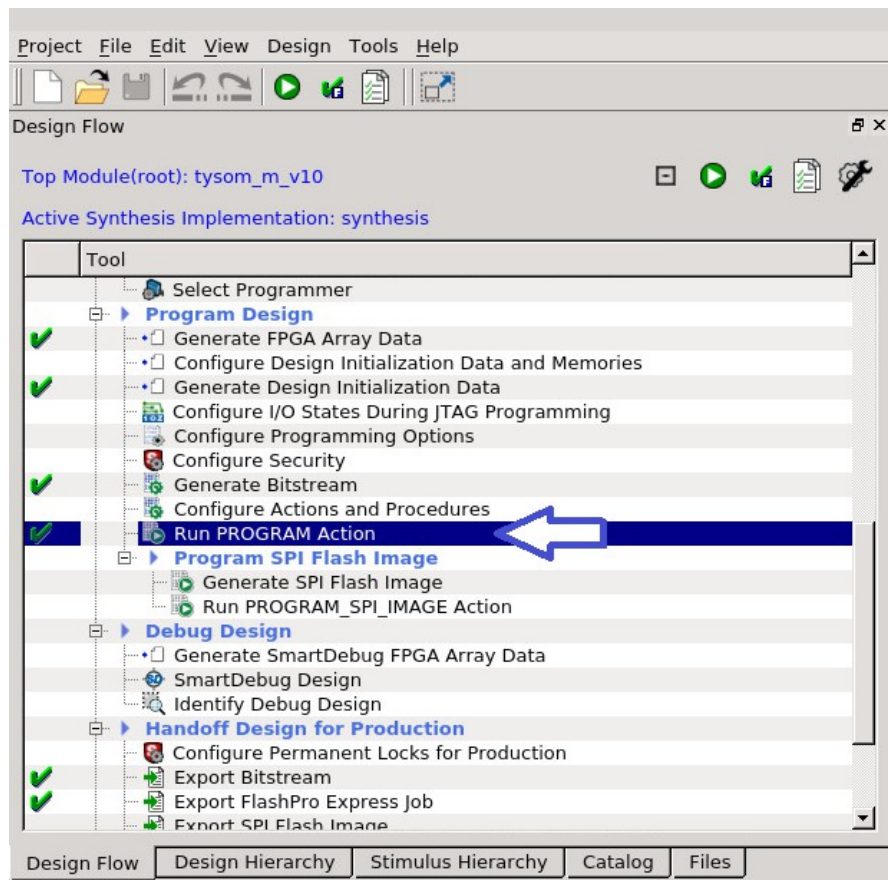 Project File Edit View Design Tools Help
Design Flow
Top Module(root): tysom_m_v10
Active Synthesis Implementation: synthesis
Tool
Select Programmer
Program Design
Generate FPGA Array Data
Configure Design Initialization Data and Memories
Generate Design Initialization Data
Configure I/O States During JTAG Programming
Configure Programming Options
Configure Security
Generate Bitstream
Configure Actions and Procedures
Run PROGRAM Action
Program SPI Flash Image
Generate SPI Flash Image
Run PROGRAM_SPI_IMAGE Action
Debug Design
Generate SmartDebug FPGA Array Data
SmartDebug Design
Identify Debug Design
Handoff Design for Production
Configure Permanent Locks for Production
Export Bitstream
Export FlashPro Express Job
Export SPI Flash Image
Design Flow Design Hierarchy Stimulus Hierarchy Catalog Files